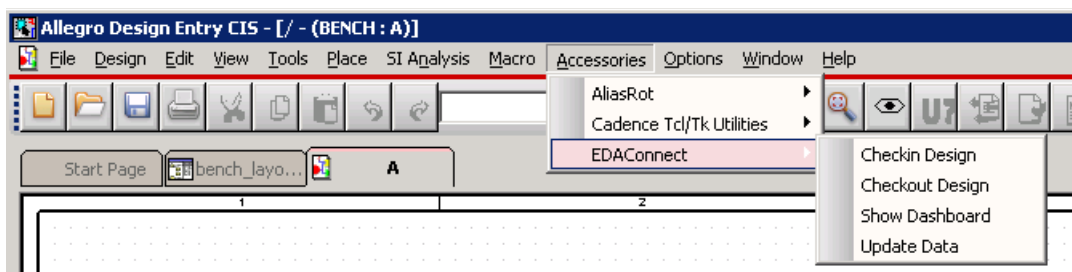 Allegro Design Entry CIS - [/ - (BENCH : A)]
File Design Edit View Tools Place SI Analysis Macro Accessories Options Window Help
AliasRot
U?
Cadence Tcl/Tk Utilities
EDAConnect
Checkin Design
Start Page bench_layo... A
Checkout Design
1 2
Show Dashboard
Update Data